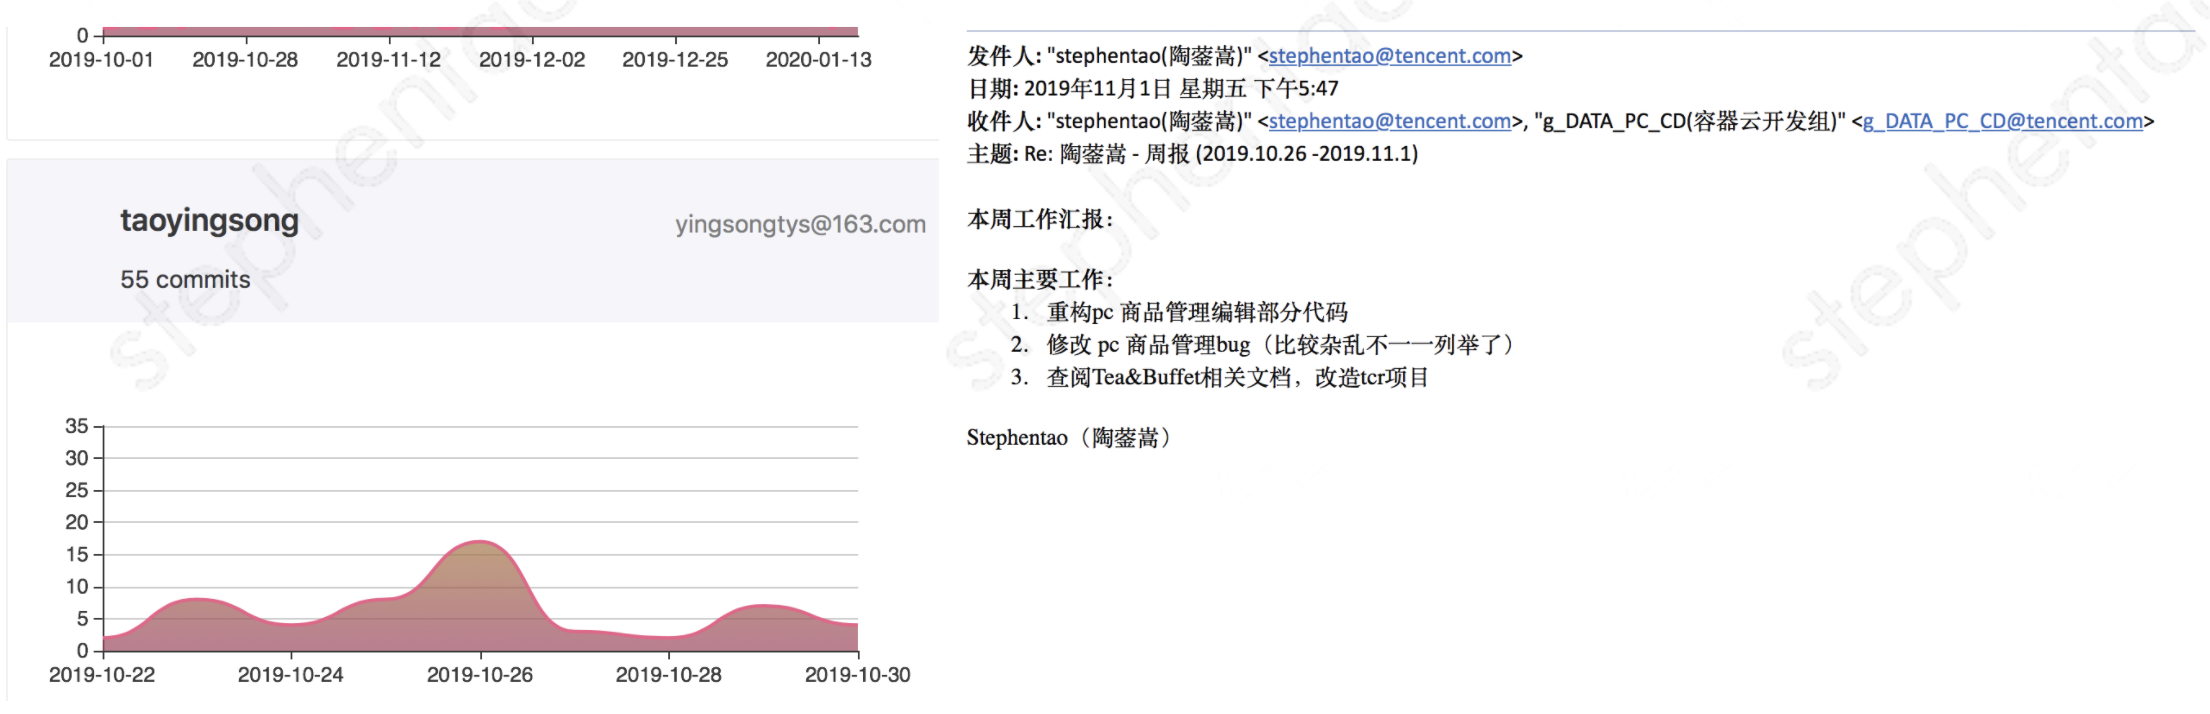 0
2019-10-01 2019-10-28 2019-11-12 2019-12-02 2019-12-25 2020-01-13
taoyingsong
yingsongtys@163.com
55 commits
35
30
25
20
15
10
5
0
2019-10-22 2019-10-24 2019-10-26 2019-10-28 2019-10-30
发件人: "stephentao(陶蓥嵩)" <stephentao@tencent.com>
日期: 2019年11月1日 星期五 下午5:47
收件人: "stephentao(陶蓥嵩)" <stephentao@tencent.com>, "g_DATA_PC_CD(容器云开发组)" <g_DATA_PC_CD@tencent.com>
主题: Re: 陶蓥嵩 - 周报 (2019.10.26 -2019.11.1)
本周工作汇报：
本周主要工作：
1. 重构pc 商品管理编辑部分代码
2. 修改 pc 商品管理bug（比较杂乱不一一列举了）
3. 查阅Tea&Buffet相关文档，改造tcr项目
Stephentao（陶蓥嵩）
stephentao
stephentao
stephentao